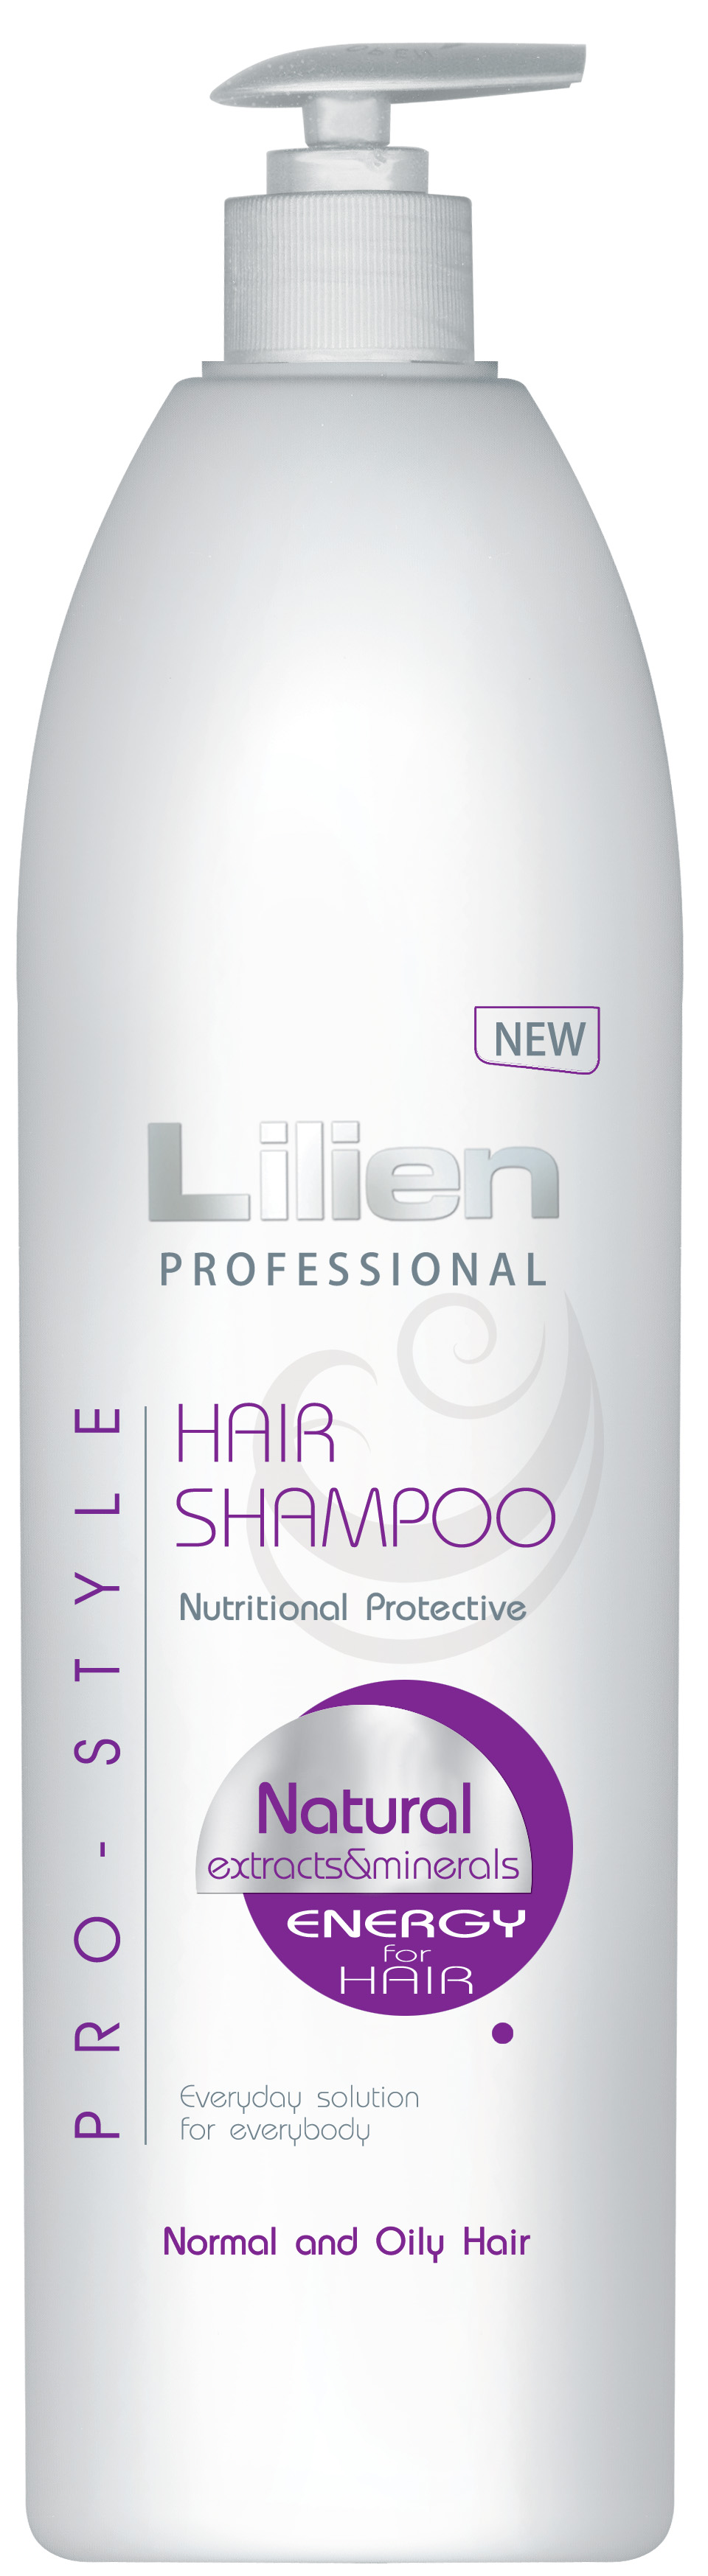 NEW
Lilien
PROFESSIONAL
PRO-STYLE
HAIR
SHAMPOO
Nutritional Protective
Natural
extracts&minerals
ENERGY
for
HAIR
Everyday solution
for everybody
Normal and Oily Hair